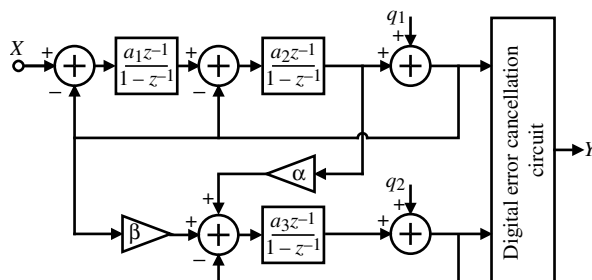 X
+
−
a₁z⁻¹
1 − z⁻¹
+
−
a₂z⁻¹
1 − z⁻¹
q₁
+
+
α
β
+
+
−
a₃z⁻¹
1 − z⁻¹
q₂
+
+
Digital error cancellation
circuit
Y